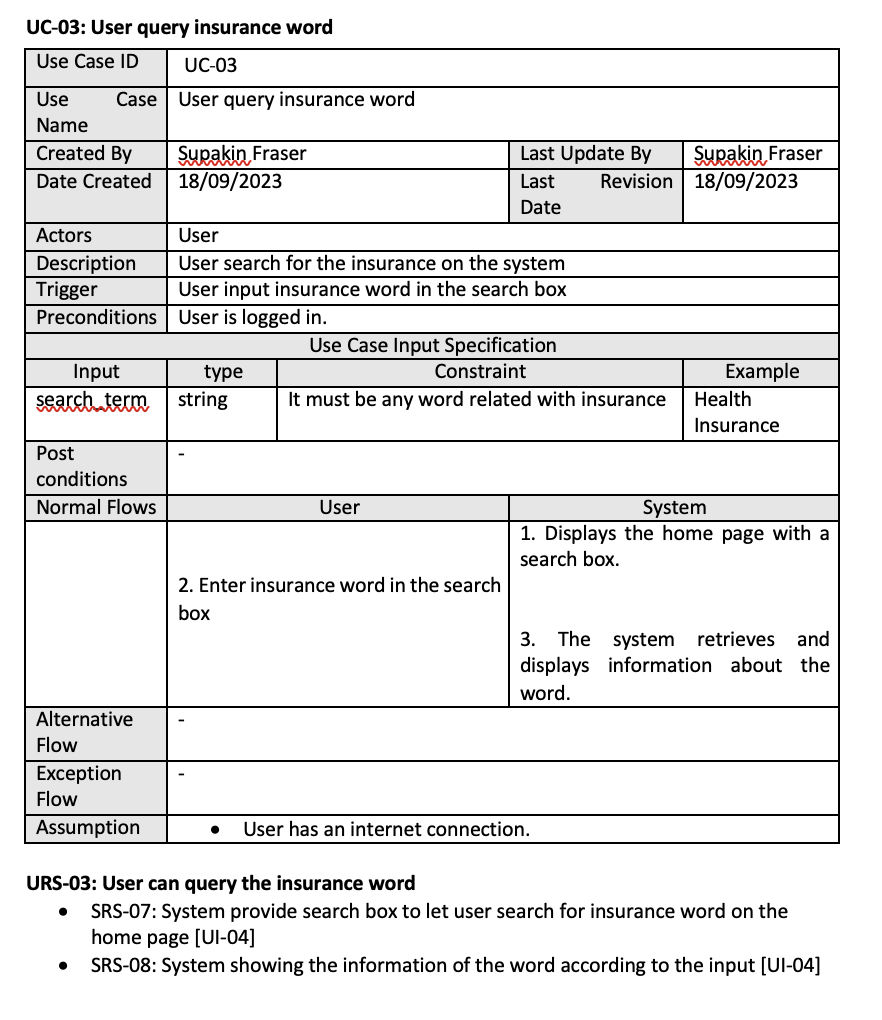 UC-03: User query insurance word
Use Case ID
UC-03
Use Case
Name
User query insurance word
Created By
Supakin Fraser
Last Update By
Supakin Fraser
Date Created
18/09/2023
Last Revision
Date
18/09/2023
Actors
User
Description
User search for the insurance on the system
Trigger
User input insurance word in the search box
Preconditions
User is logged in.
Use Case Input Specification
Input
type
Constraint
Example
search_term
string
It must be any word related with insurance
Health
Insurance
Post
conditions
-
Normal Flows
User
System
1. Displays the home page with a
search box.
2. Enter insurance word in the search
box
3. The system retrieves and
displays information about the
word.
Alternative
Flow
-
Exception
Flow
-
Assumption
• User has an internet connection.
URS-03: User can query the insurance word
• SRS-07: System provide search box to let user search for insurance word on the
home page [UI-04]
• SRS-08: System showing the information of the word according to the input [UI-04]